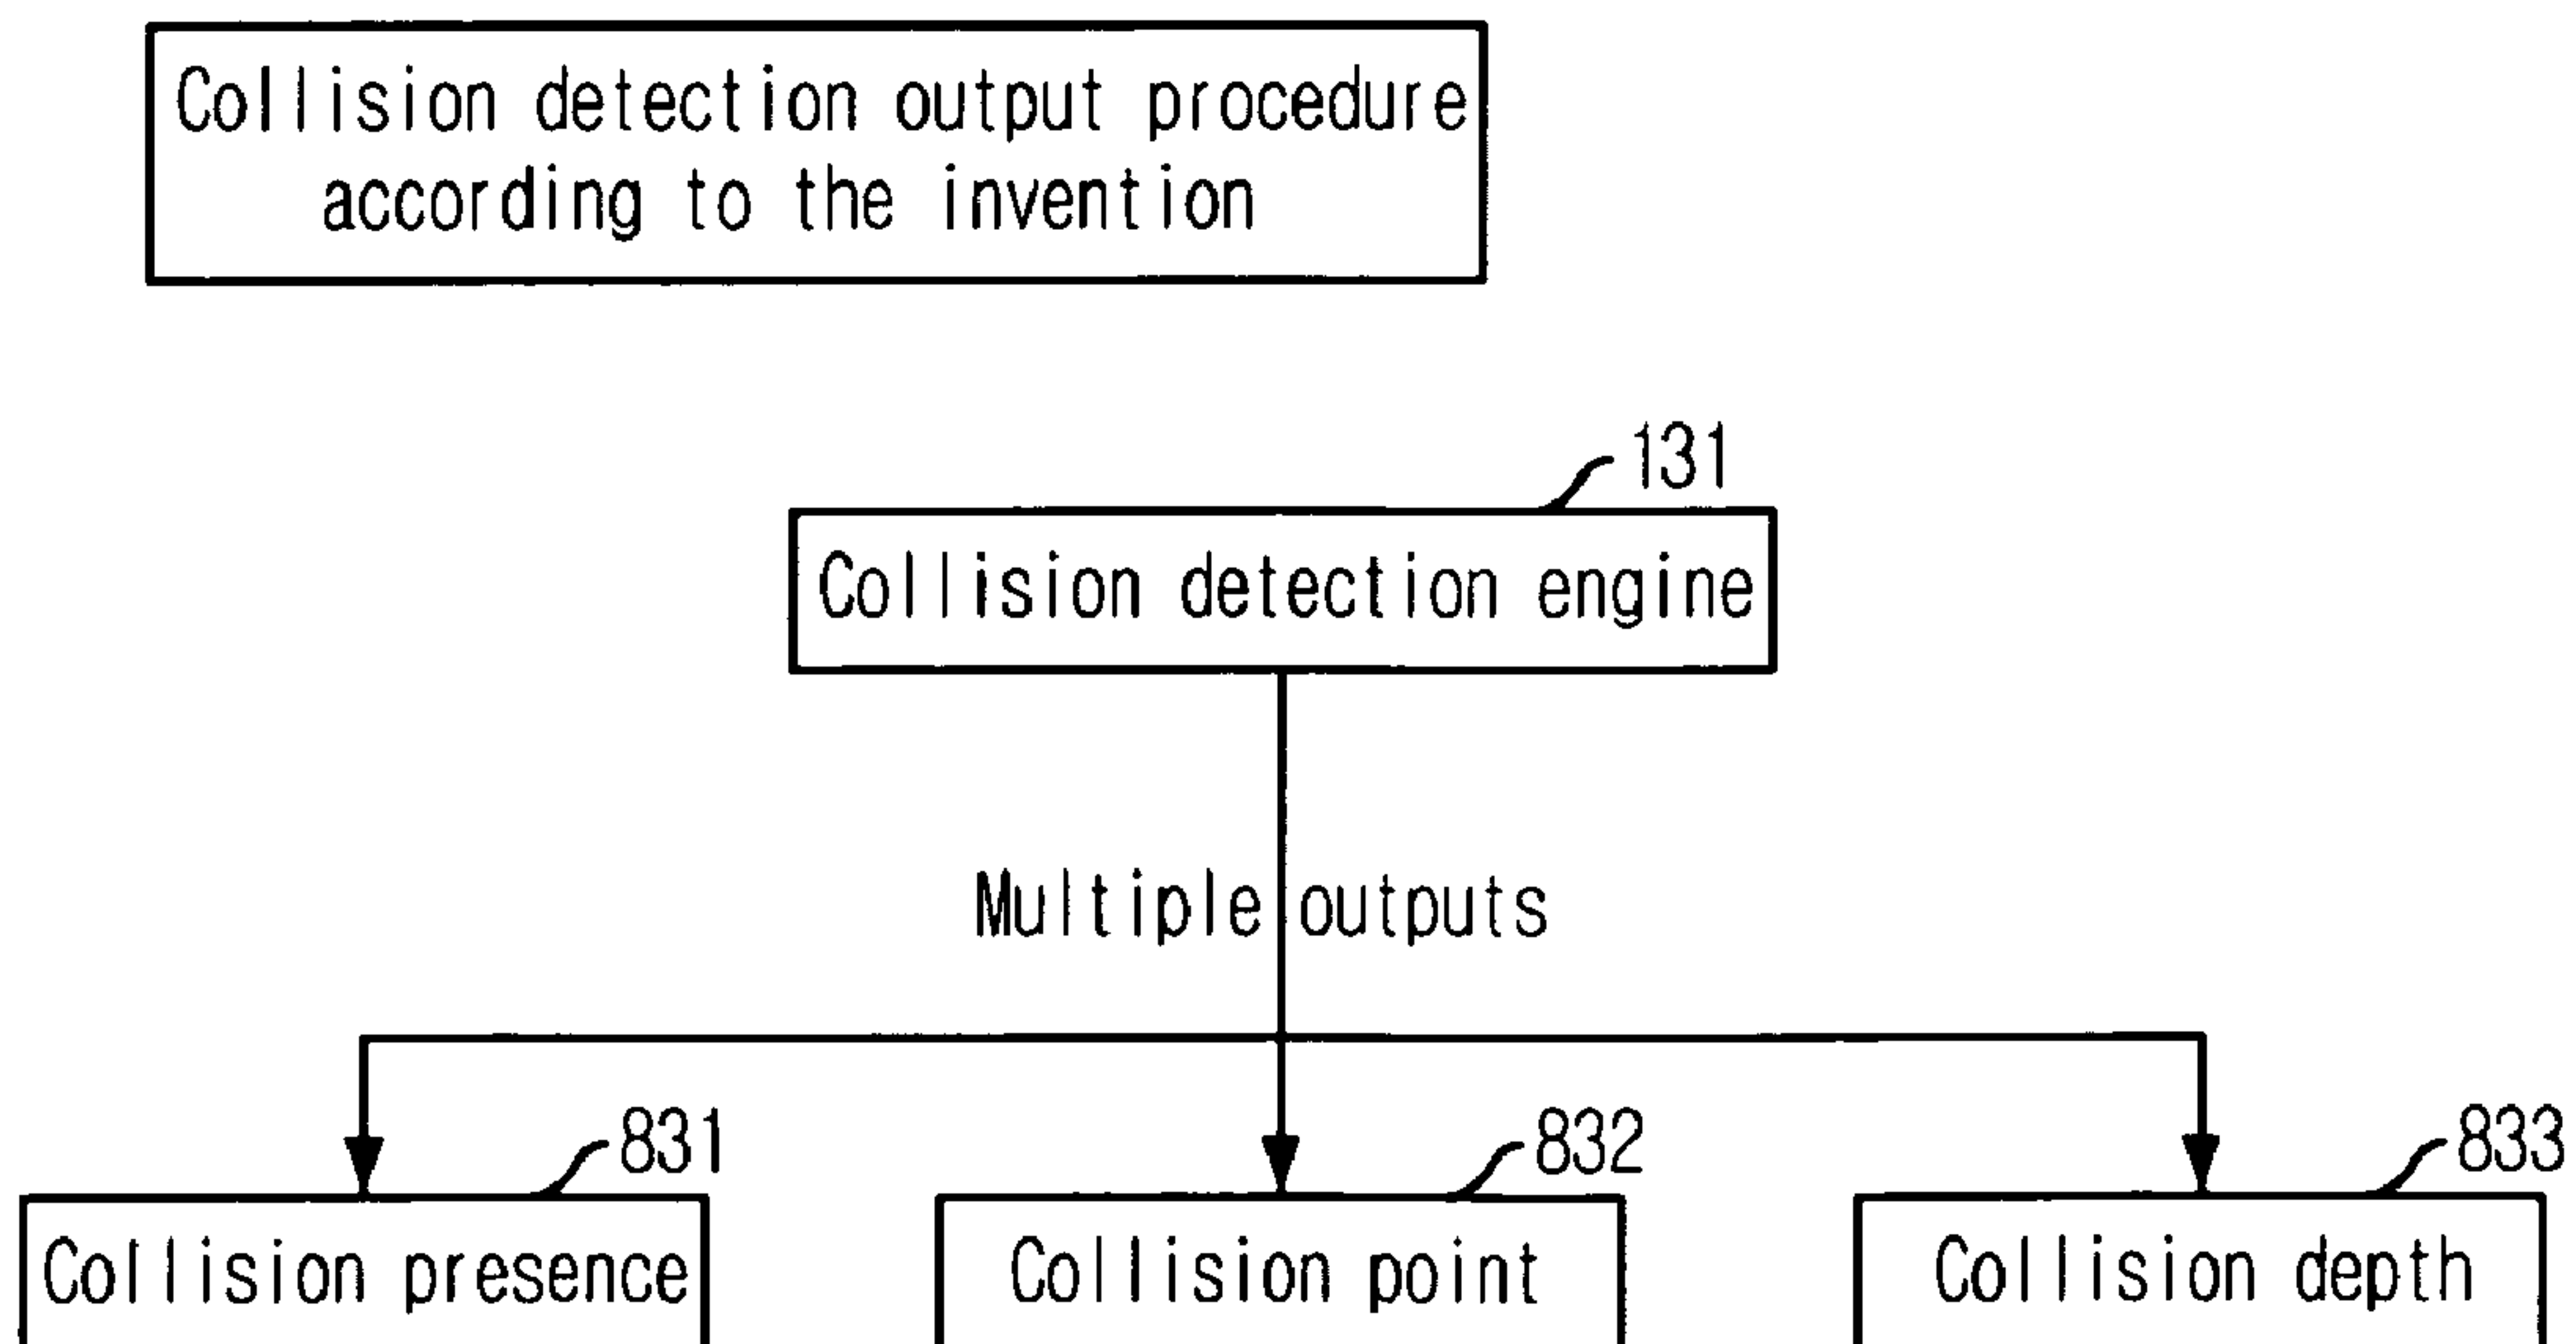 Collision detection output procedure
according to the invention
131
Collision detection engine
Multiple outputs
831
832
833
Collision presence
Collision point
Collision depth